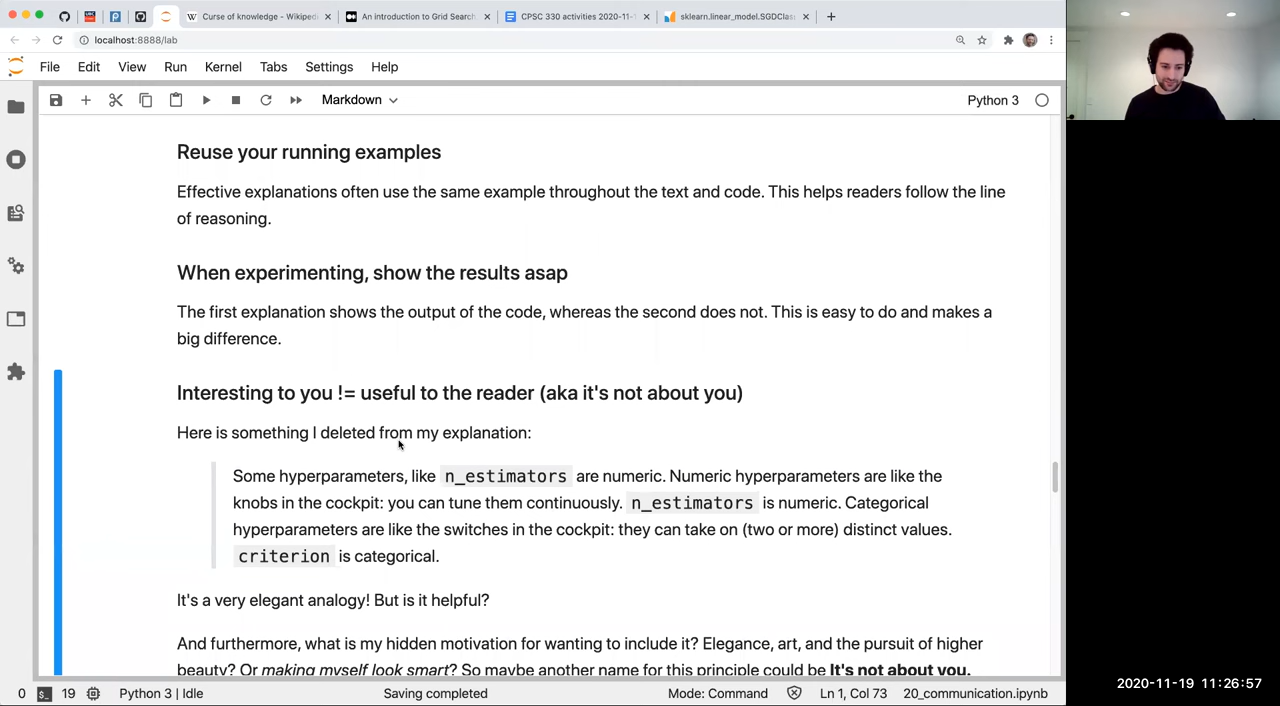 Curse of knowledge - Wikiped
An introduction to Grid Search
CPSC 330 activities 2020-11-1
sklearn.linear_model.SGDClas
localhost:8888/lab
File Edit View Run Kernel Tabs Settings Help
Markdown
Python 3
Reuse your running examples
Effective explanations often use the same example throughout the text and code. This helps readers follow the line
of reasoning.
When experimenting, show the results asap
The first explanation shows the output of the code, whereas the second does not. This is easy to do and makes a
big difference.
Interesting to you != useful to the reader (aka it's not about you)
Here is something I deleted from my explanation:
Some hyperparameters, like n_estimators are numeric. Numeric hyperparameters are like the
knobs in the cockpit: you can tune them continuously. n_estimators is numeric. Categorical
hyperparameters are like the switches in the cockpit: they can take on (two or more) distinct values.
criterion is categorical.
It's a very elegant analogy! But is it helpful?
And furthermore, what is my hidden motivation for wanting to include it? Elegance, art, and the pursuit of higher
beauty? Or making myself look smart? So maybe another name for this principle could be It's not about you.
0 19 Python 3 | Idle Saving completed Mode: Command Ln 1, Col 73 20_communication.ipynb
2020-11-19 11:26:57